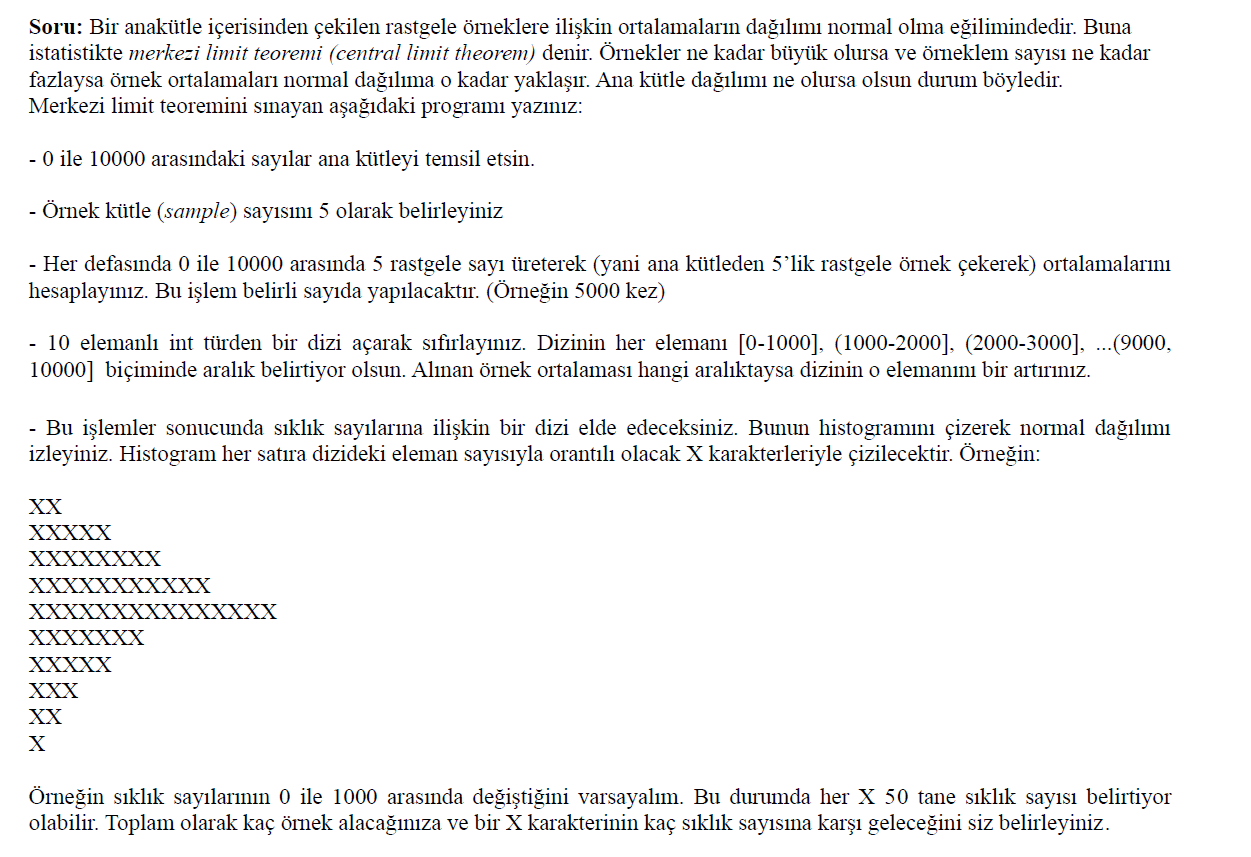 Soru: Bir anakütle içerisinden çekilen rastgele örneklere ilişkin ortalamaların dağılımı normal olma eğilimindedir. Buna
istatistikte merkezi limit teoremi (central limit theorem) denir. Örnekler ne kadar büyük olursa ve örneklem sayısı ne kadar
fazlaysa örnek ortalamaları normal dağılıma o kadar yaklaşır. Ana kütle dağılımı ne olursa olsun durum böyledir.
Merkezi limit teoremini sınayan aşağıdaki programı yazınız:
- 0 ile 10000 arasındaki sayılar ana kütleyi temsil etsin.
- Örnek kütle (sample) sayısını 5 olarak belirleyiniz
- Her defasında 0 ile 10000 arasında 5 rastgele sayı üreterek (yani ana kütleden 5’lik rastgele örnek çekerek) ortalamalarını
hesaplayınız. Bu işlem belirli sayıda yapılacaktır. (Örneğin 5000 kez)
- 10 elemanlı int türden bir dizi açarak sıfırlayınız. Dizinin her elemanı [0-1000], (1000-2000], (2000-3000], ...(9000,
10000] biçiminde aralık belirtiyor olsun. Alınan örnek ortalaması hangi aralıktaysa dizinin o elemanını bir artırınız.
- Bu işlemler sonucunda sıklık sayılarına ilişkin bir dizi elde edeceksiniz. Bunun histogramını çizerek normal dağılımı
izleyiniz. Histogram her satıra dizideki eleman sayısıyla orantılı olacak X karakterleriyle çizilecektir. Örneğin:
XX
XXXXX
XXXXXXXX
XXXXXXXXXXX
XXXXXXXXXXXXXXX
XXXXXXX
XXXXX
XXX
XX
X
Örneğin sıklık sayılarının 0 ile 1000 arasında değiştiğini varsayalım. Bu durumda her X 50 tane sıklık sayısı belirtiyor
olabilir. Toplam olarak kaç örnek alacağınıza ve bir X karakterinin kaç sıklık sayısına karşı geleceğini siz belirleyiniz.